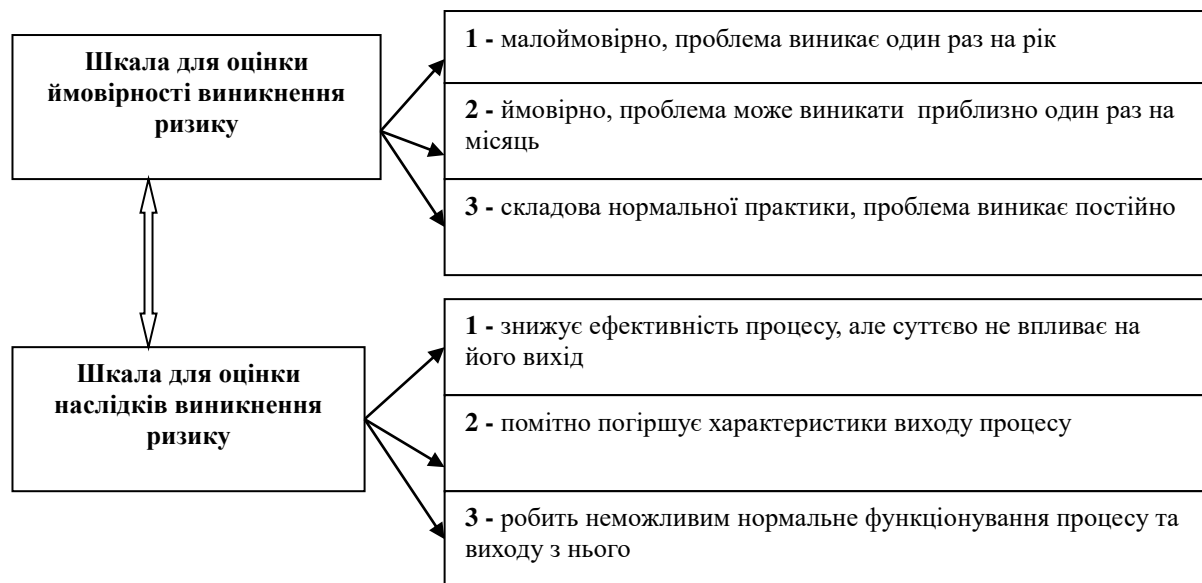 Шкала для оцінки
ймовірності виникнення
ризику
1 - малоймовірно, проблема виникає один раз на рік
2 - ймовірно, проблема може виникати приблизно один раз на
місяць
3 - складова нормальної практики, проблема виникає постійно
Шкала для оцінки
наслідків виникнення
ризику
1 - знижує ефективність процесу, але суттєво не впливає на
його вихід
2 - помітно погіршує характеристики виходу процесу
3 - робить неможливим нормальне функціонування процесу та
виходу з нього